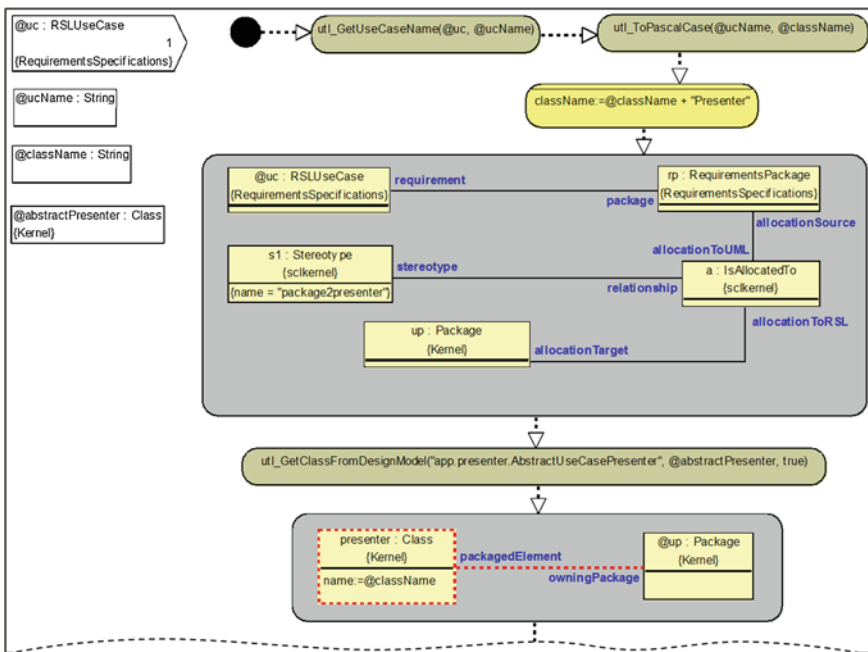 @uc : RSLUseCase
1
{RequirementsSpecifications}
@ucName : String
@className : String
@abstractPresenter : Class
{Kernel}
utl_GetUseCaseName(@uc, @ucName)
utl_ToPascalCase(@ucName, @className)
className:=@className + "Presenter"
@uc : RSLUseCase
{RequirementsSpecifications}
requirement
package
rp : RequirementsPackage
{RequirementsSpecifications}
allocationSource
allocationToUML
s1 : Stereotype
{sclkernel}
{name = "package2presenter"}
stereotype
relationship
a : IsAllocatedTo
{sclkernel}
allocationToRSL
up : Package
{Kernel}
allocationTarget
utl_GetClassFromDesignModel("app.presenter.AbstractUseCasePresenter", @abstractPresenter, true)
presenter : Class
{Kernel}
name:=@className
packagedElement
owningPackage
@up : Package
{Kernel}